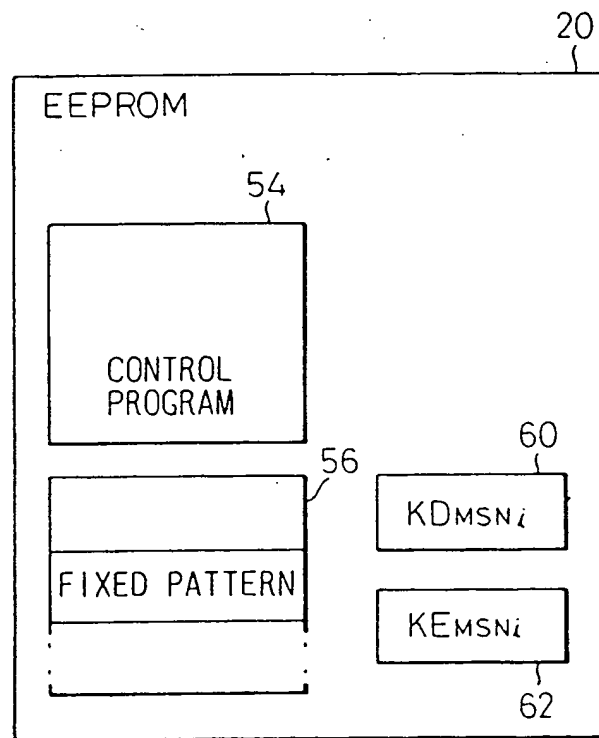 20
EEPROM
54
CONTROL
PROGRAM
56
FIXED PATTERN
60
KDMSNi
KEMSNi
62